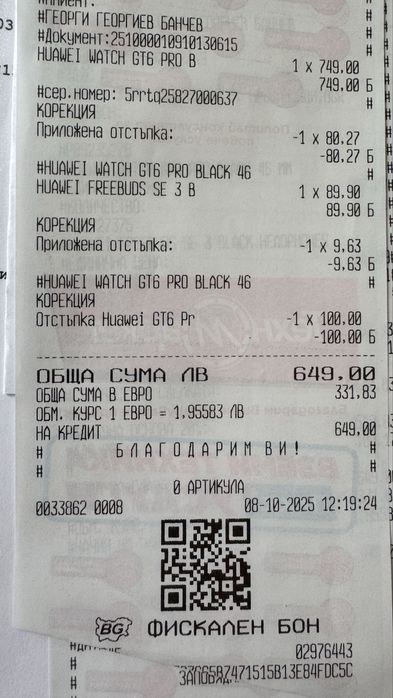 #ГЕОРГИ ГЕОРГИЕВ БАНЧЕВ #
#Документ:251000010910130615 #
HUAWEI WATCH GT6 PRO B
1 x 749.00
749.00 Б
#сер.номер: 5rrtq25827000637 #
КОРЕКЦИЯ
Приложена отстъпка: -1 x 80.27
-80.27 Б
#HUAWEI WATCH GT6 PRO BLACK 46 #
HUAWEI FREEBUDS SE 3 B 1 x 89.90
89.90 Б
КОРЕКЦИЯ
Приложена отстъпка: -1 x 9.63
-9.63 Б
#HUAWEI WATCH GT6 PRO BLACK 46 #
КОРЕКЦИЯ
Отстъпка Huawei GT6 Pr -1 x 100.00
-100.00 Б
ОБЩА СУМА ЛВ 649.00
ОБЩА СУМА В ЕВРО 331.83
ОБМ. КУРС 1 ЕВРО = 1,95583 ЛВ
НА КРЕДИТ 649.00
# БЛАГОДАРИМ ВИ! #
# #
0 АРТИКУЛА
0033862 0008 08-10-2025 12:19:24
BG ФИСКАЛЕН БОН
02976443